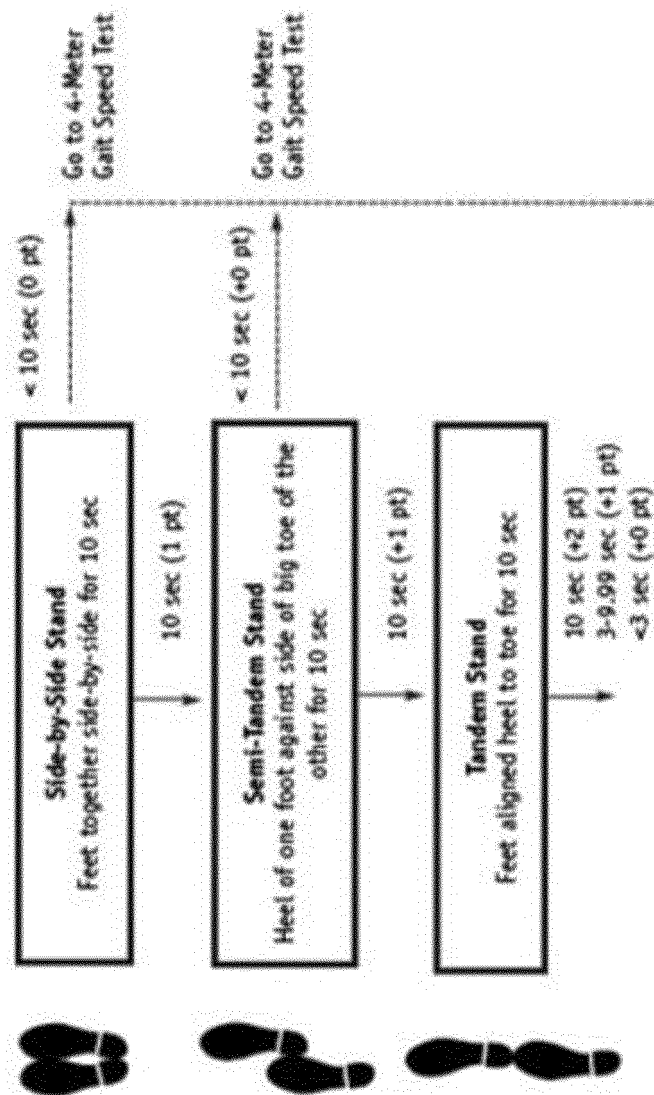 Side-by-Side Stand
Feet together side-by-side for 10 sec
< 10 sec (0 pt)
Go to 4-Meter
Gait Speed Test
10 sec (1 pt)
Semi-Tandem Stand
Heel of one foot against side of big toe of the
other for 10 sec
< 10 sec (+0 pt)
Go to 4-Meter
Gait Speed Test
10 sec (+1 pt)
Tandem Stand
Feet aligned heel to toe for 10 sec
10 sec (+2 pt)
3-9.99 sec (+1 pt)
<3 sec (+0 pt)